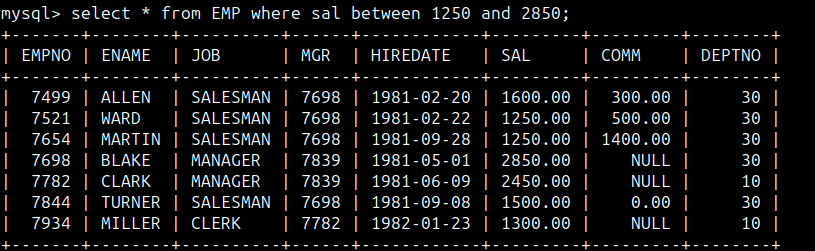 mysql> select * from EMP where sal between 1250 and 2850;
+-------+--------+----------+------+------------+---------+---------+--------+
| EMPNO | ENAME  | JOB      | MGR  | HIREDATE   | SAL     | COMM    | DEPTNO |
+-------+--------+----------+------+------------+---------+---------+--------+
|  7499 | ALLEN  | SALESMAN | 7698 | 1981-02-20 | 1600.00 |  300.00 |     30 |
|  7521 | WARD   | SALESMAN | 7698 | 1981-02-22 | 1250.00 |  500.00 |     30 |
|  7654 | MARTIN | SALESMAN | 7698 | 1981-09-28 | 1250.00 | 1400.00 |     30 |
|  7698 | BLAKE  | MANAGER  | 7839 | 1981-05-01 | 2850.00 |    NULL |     30 |
|  7782 | CLARK  | MANAGER  | 7839 | 1981-06-09 | 2450.00 |    NULL |     10 |
|  7844 | TURNER | SALESMAN | 7698 | 1981-09-08 | 1500.00 |    0.00 |     30 |
|  7934 | MILLER | CLERK    | 7782 | 1982-01-23 | 1300.00 |    NULL |     10 |
+-------+--------+----------+------+------------+---------+---------+--------+